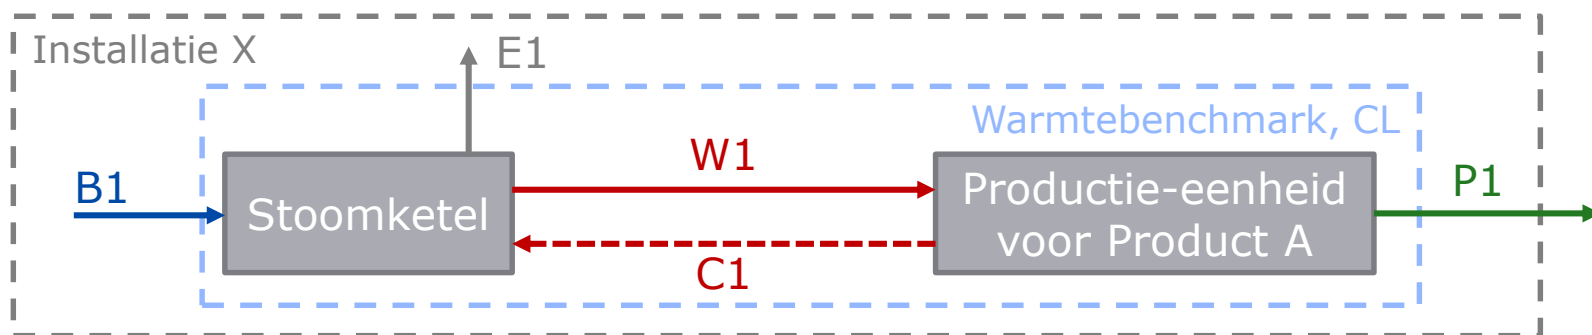 Installatie X
E1
Warmtebenchmark, CL
B1
Stoomketel
W1
C1
Productie-eenheid
voor Product A
P1